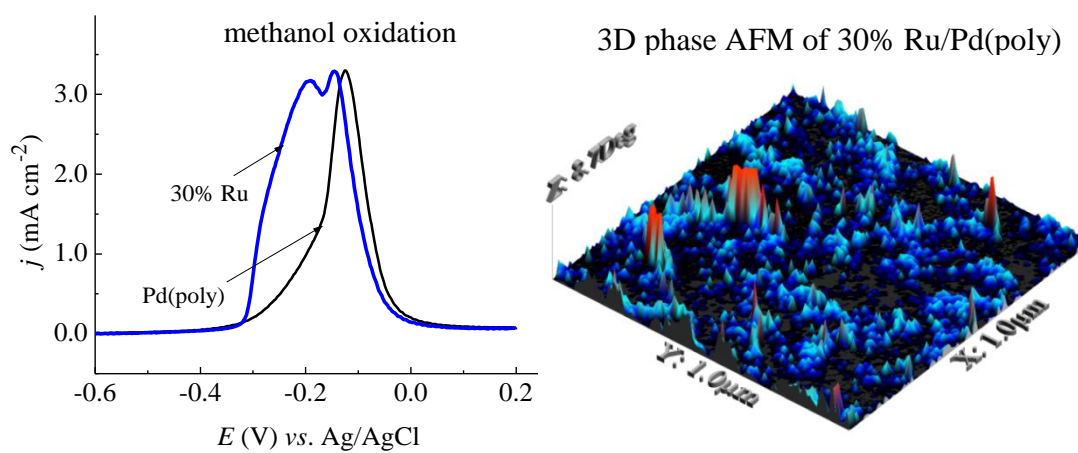 methanol oxidation
3.0
2.0
1.0
0.0
j (mA cm⁻²)
30% Ru
Pd(poly)
-0.6
-0.4
-0.2
-0.0
0.2
E (V) vs. Ag/AgCl
3D phase AFM of 30% Ru/Pd(poly)
Z: 8.7Deg
Y: 1.0µm
X: 1.0µm